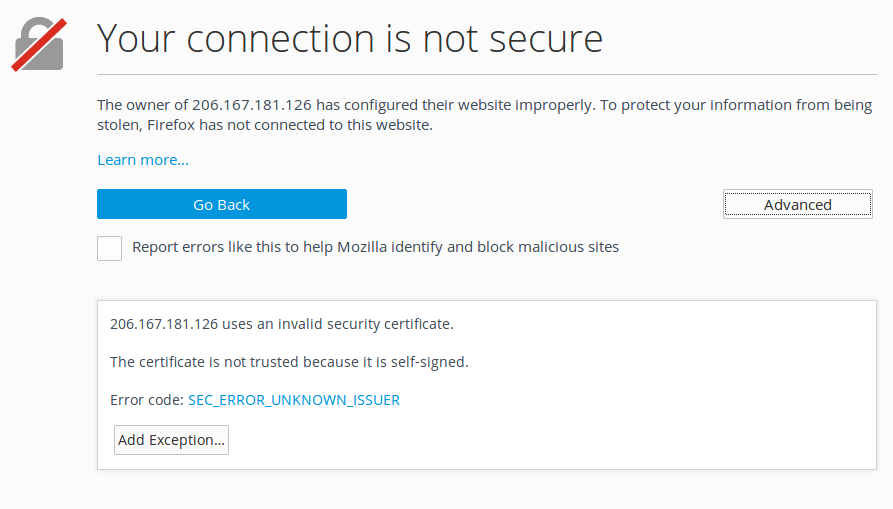 Your connection is not secure
The owner of 206.167.181.126 has configured their website improperly. To protect your information from being
stolen, Firefox has not connected to this website.
Learn more...
Go Back
Advanced
Report errors like this to help Mozilla identify and block malicious sites
206.167.181.126 uses an invalid security certificate.
The certificate is not trusted because it is self-signed.
Error code: SEC_ERROR_UNKNOWN_ISSUER
Add Exception...